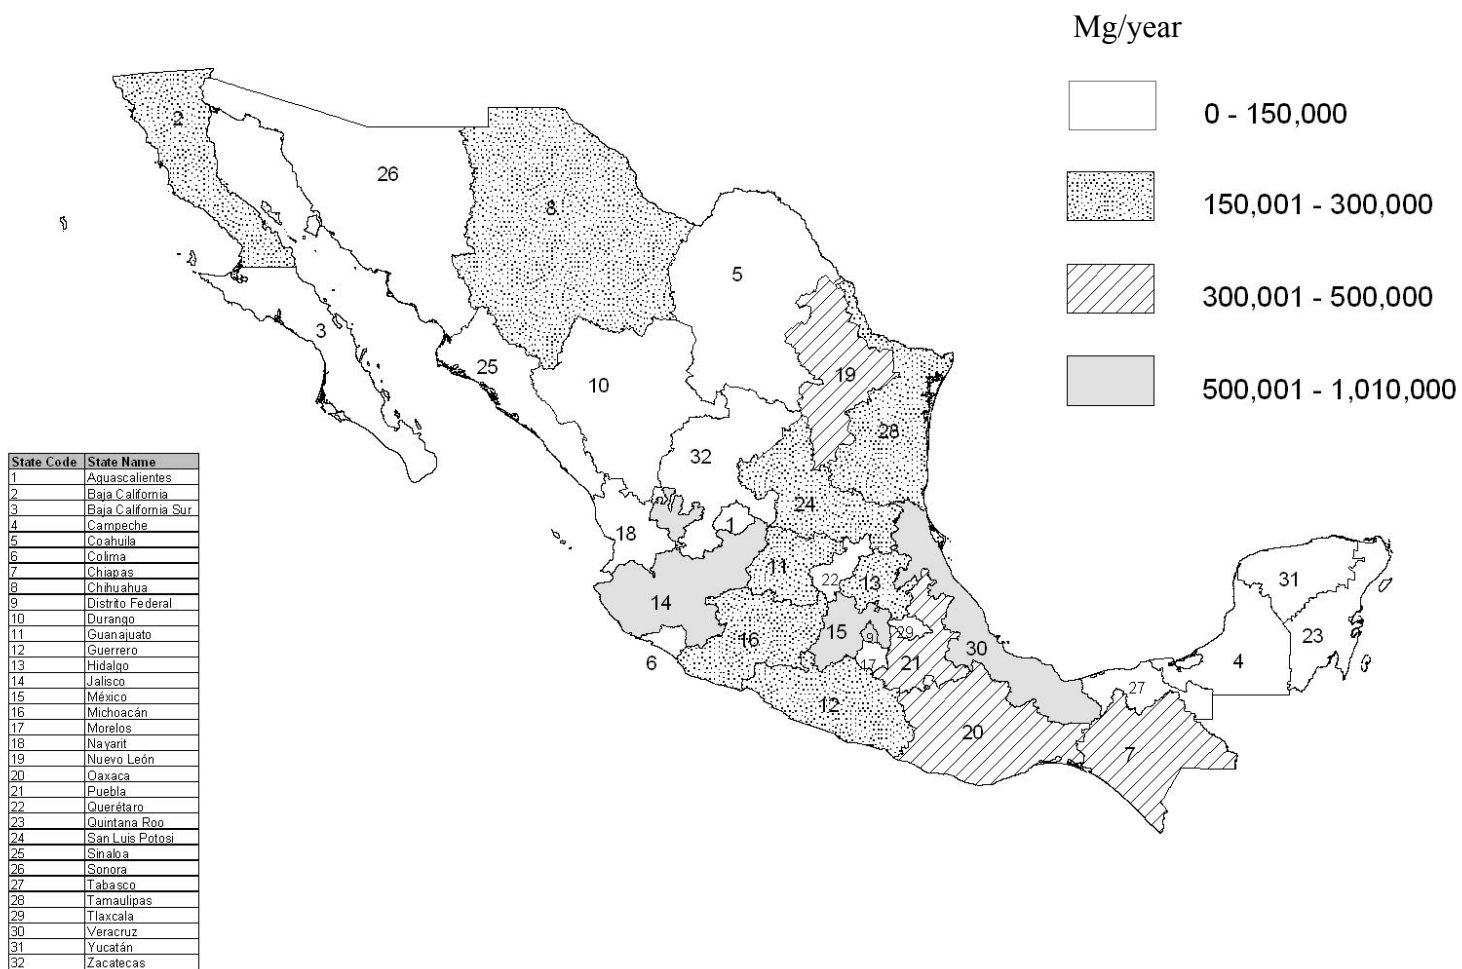 Mg/year
0 - 150,000
150,001 - 300,000
300,001 - 500,000
500,001 - 1,010,000
2
26
8
5
3
25
10
19
28
32
24
1
18
11
22
13
14
15
9
29
16
6
17
21
30
12
20
7
27
4
31
23
State Code State Name
1 Aguascalientes
2 Baja California
3 Baja California Sur
4 Campeche
5 Coahuila
6 Colima
7 Chiapas
8 Chihuahua
9 Distrito Federal
10 Durango
11 Guanajuato
12 Guerrero
13 Hidalgo
14 Jalisco
15 México
16 Michoacán
17 Morelos
18 Nayarit
19 Nuevo León
20 Oaxaca
21 Puebla
22 Querétaro
23 Quintana Roo
24 San Luis Potosi
25 Sinaloa
26 Sonora
27 Tabasco
28 Tamaulipas
29 Tlaxcala
30 Veracruz
31 Yucatán
32 Zacatecas